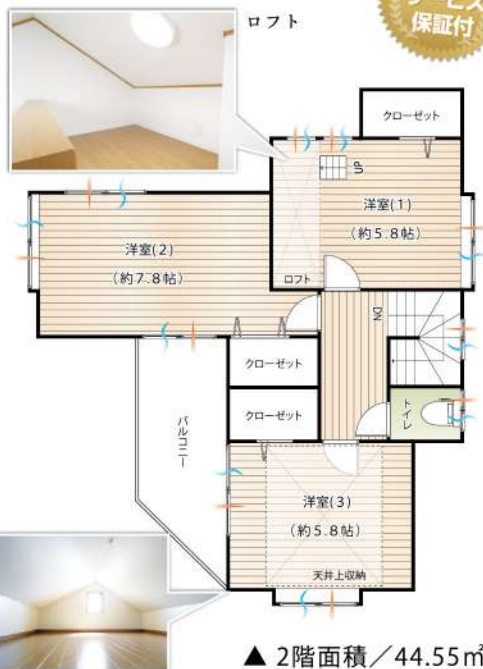 ロフト
保証付
クローゼット
UP
洋室(1)
(約5.8帖)
洋室(2)
(約7.8帖)
ロフト
DN
クローゼット
クローゼット
トイレ
バルコニー
洋室(3)
(約5.8帖)
天井上収納
▲ 2階面積／44.55㎡